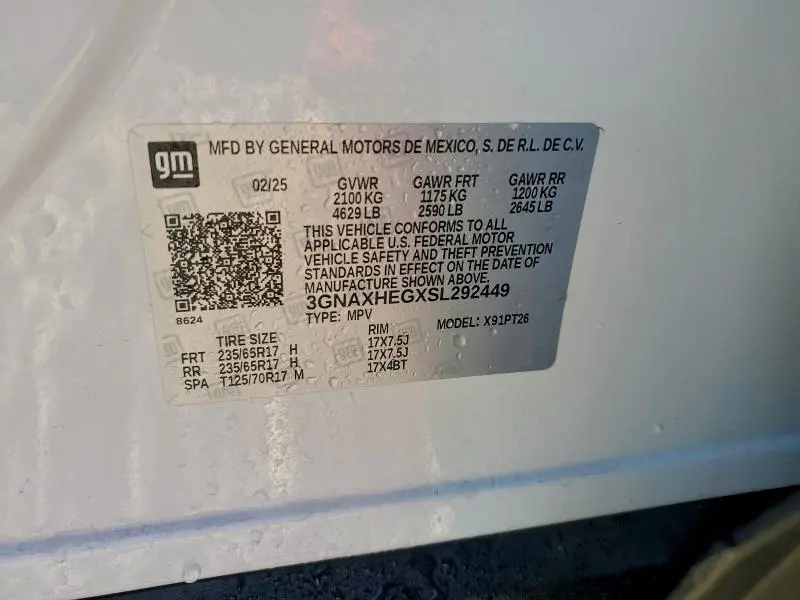 gm
MFD BY GENERAL MOTORS DE MEXICO, S. DE R.L. DE C.V.
02/25 GVWR GAWR FRT GAWR RR
2100 KG 1175 KG 1200 KG
4629 LB 2590 LB 2645 LB
THIS VEHICLE CONFORMS TO ALL
APPLICABLE U.S. FEDERAL MOTOR
VEHICLE SAFETY AND THEFT PREVENTION
STANDARDS IN EFFECT ON THE DATE OF
MANUFACTURE SHOWN ABOVE.
3GNAXHEGXSL292449
8624
TYPE: MPV MODEL: X91PT26
TIRE SIZE RIM
FRT 235/65R17 H 17X7.5J
RR 235/65R17 H 17X7.5J
SPA T125/70R17 M 17X4BT